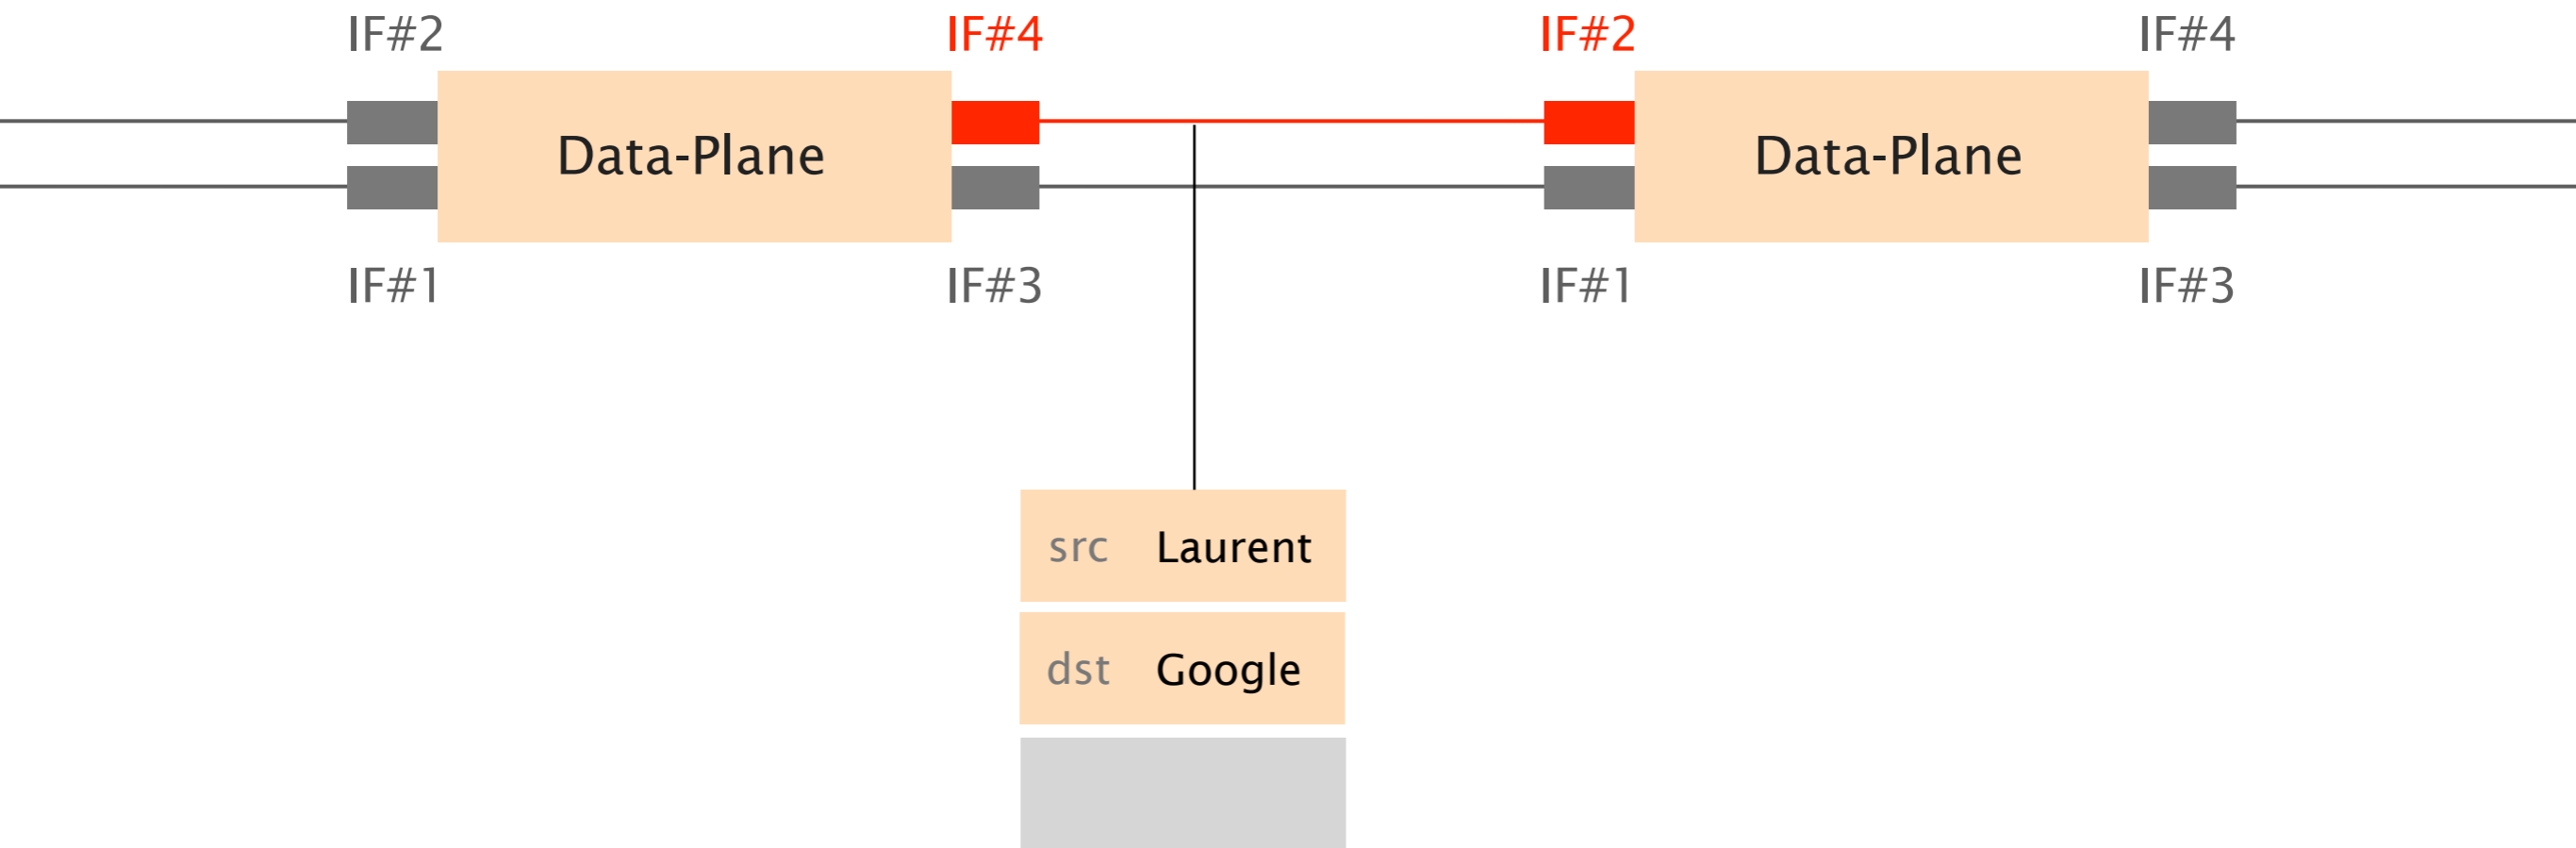 IF#2 IF#4 IF#2 IF#4
Data-Plane Data-Plane
IF#1 IF#3 IF#1 IF#3
src Laurent
dst Google